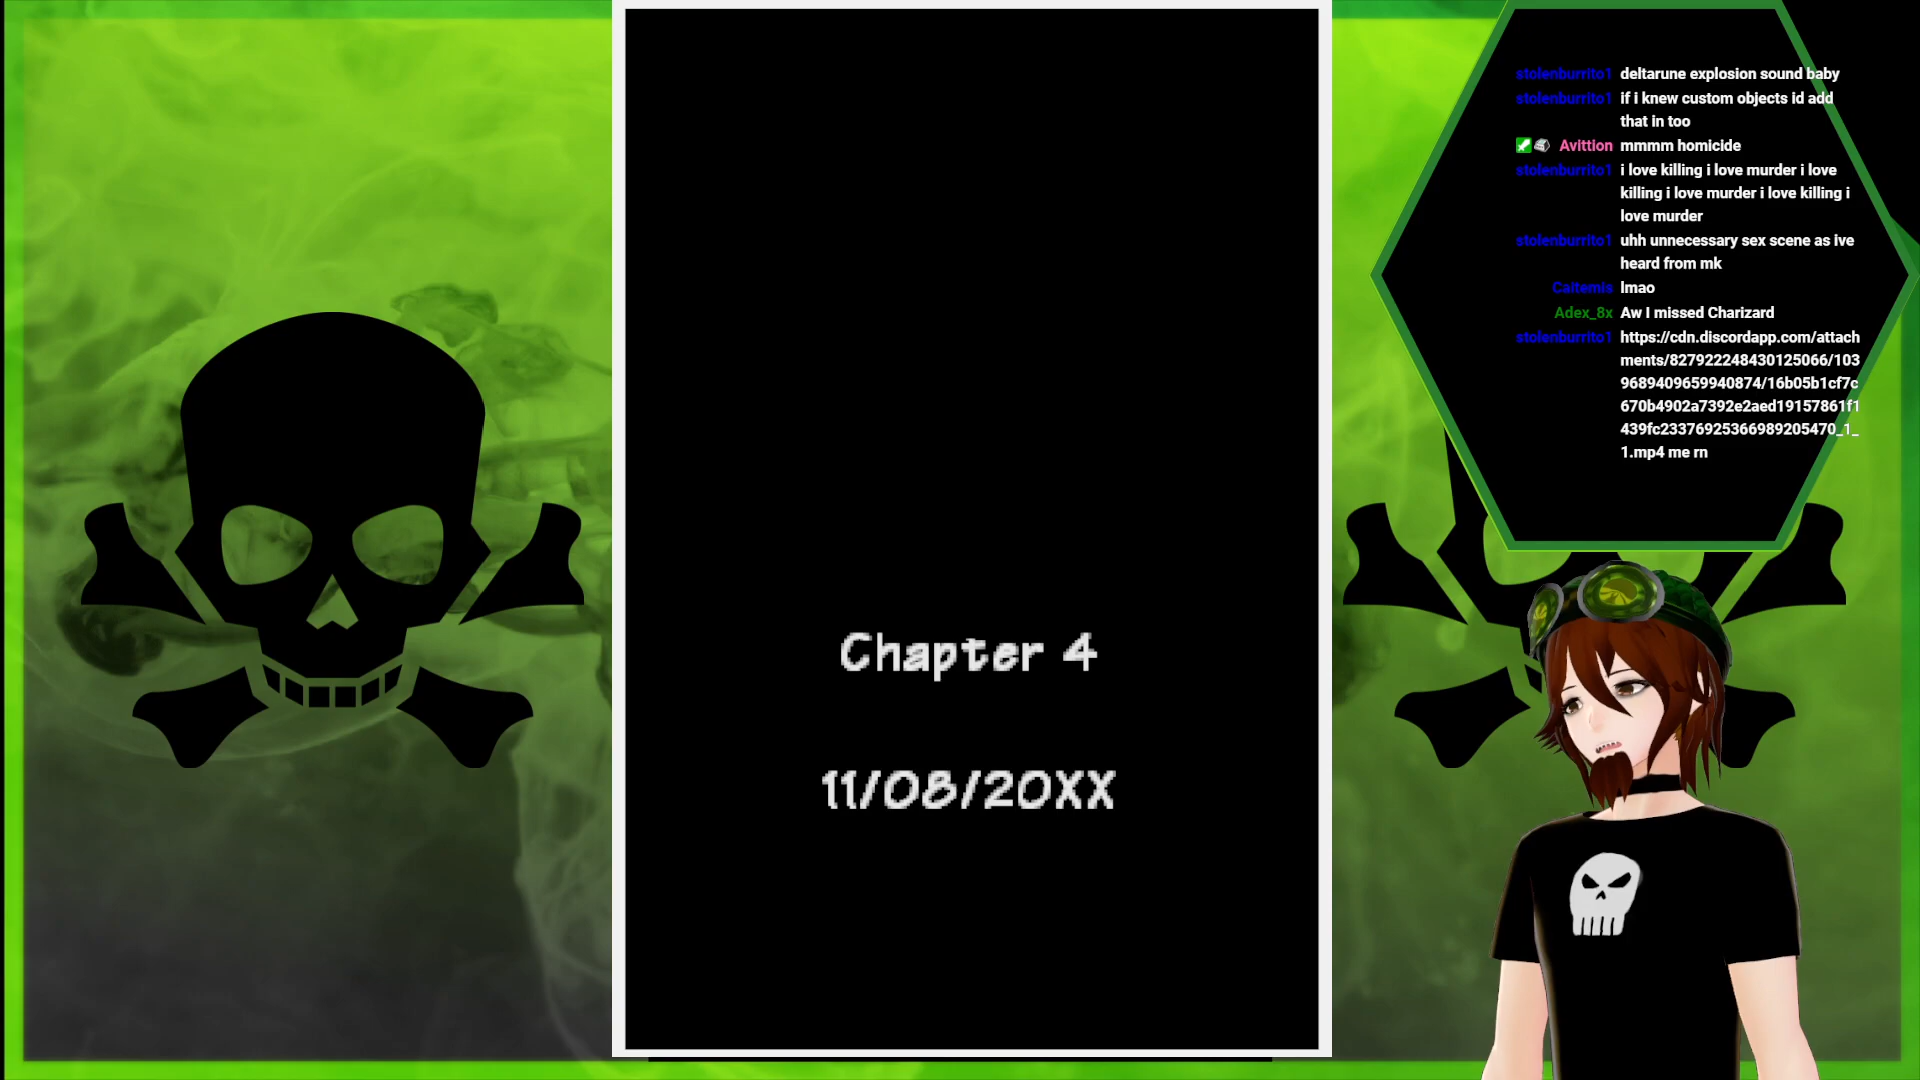 Chapter 4
11/08/20XX
stolenburrito1 deltarune explosion sound baby
stolenburrito1 if i knew custom objects id add
that in too
Avittion mmmm homicide
stolenburrito1 i love killing i love murder i love
killing i love murder i love killing i
love murder
stolenburrito1 uhh unnecessary sex scene as ive
heard from mk
Caltemis lmao
Adex_8x Aw I missed Charizard
stolenburrito1 https://cdn.discordapp.com/attach
ments/827922248430125066/103
9689409659940874/16b05b1cf7c
670b4902a7392e2aed19157861f1
439fc23376925366989205470_1_
1.mp4 me rn